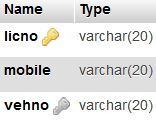 Name Type
licno varchar(20)
mobile varchar(20)
vehno varchar(20)